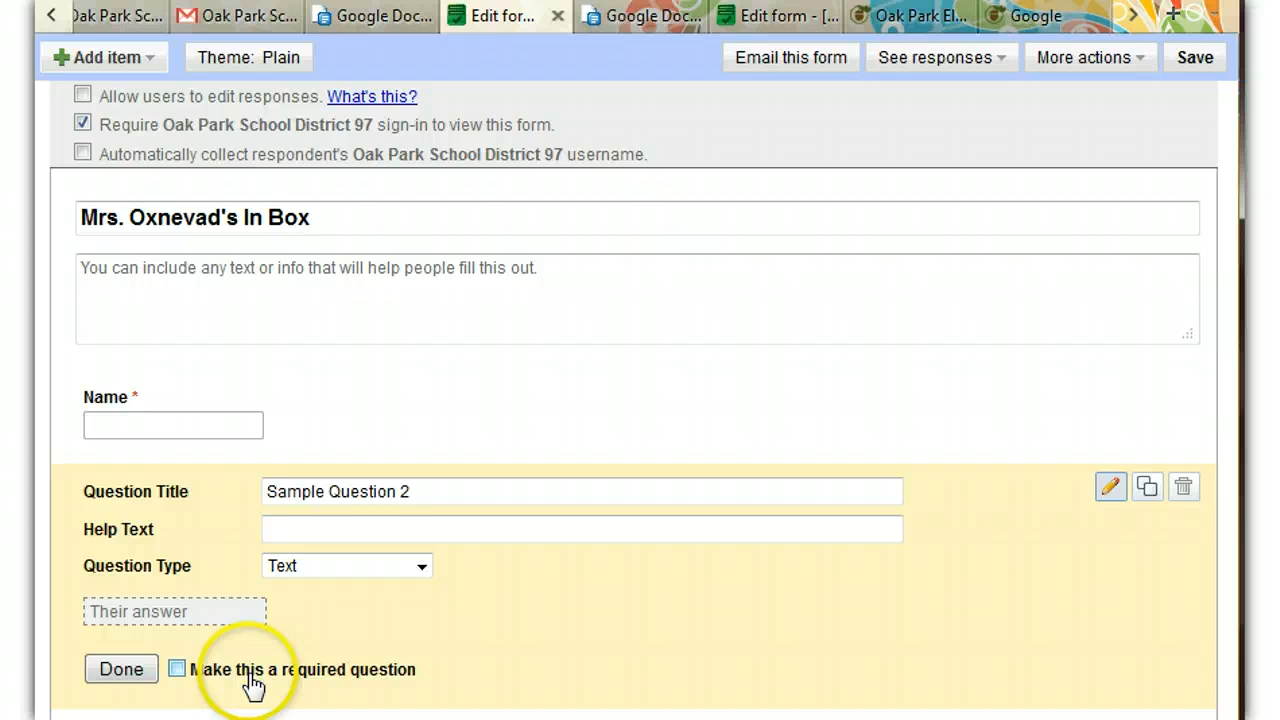 Oak Park Sc... Oak Park Sc... Google Doc... Edit for... Google Doc... Edit form - [... Oak Park El... Google
Add item Theme: Plain Email this form See responses More actions Save
Allow users to edit responses. What's this?
Require Oak Park School District 97 sign-in to view this form.
Automatically collect respondent's Oak Park School District 97 username.
Mrs. Oxnevad's In Box
You can include any text or info that will help people fill this out.
Name *
Question Title Sample Question 2
Help Text
Question Type Text
Their answer
Done Make this a required question